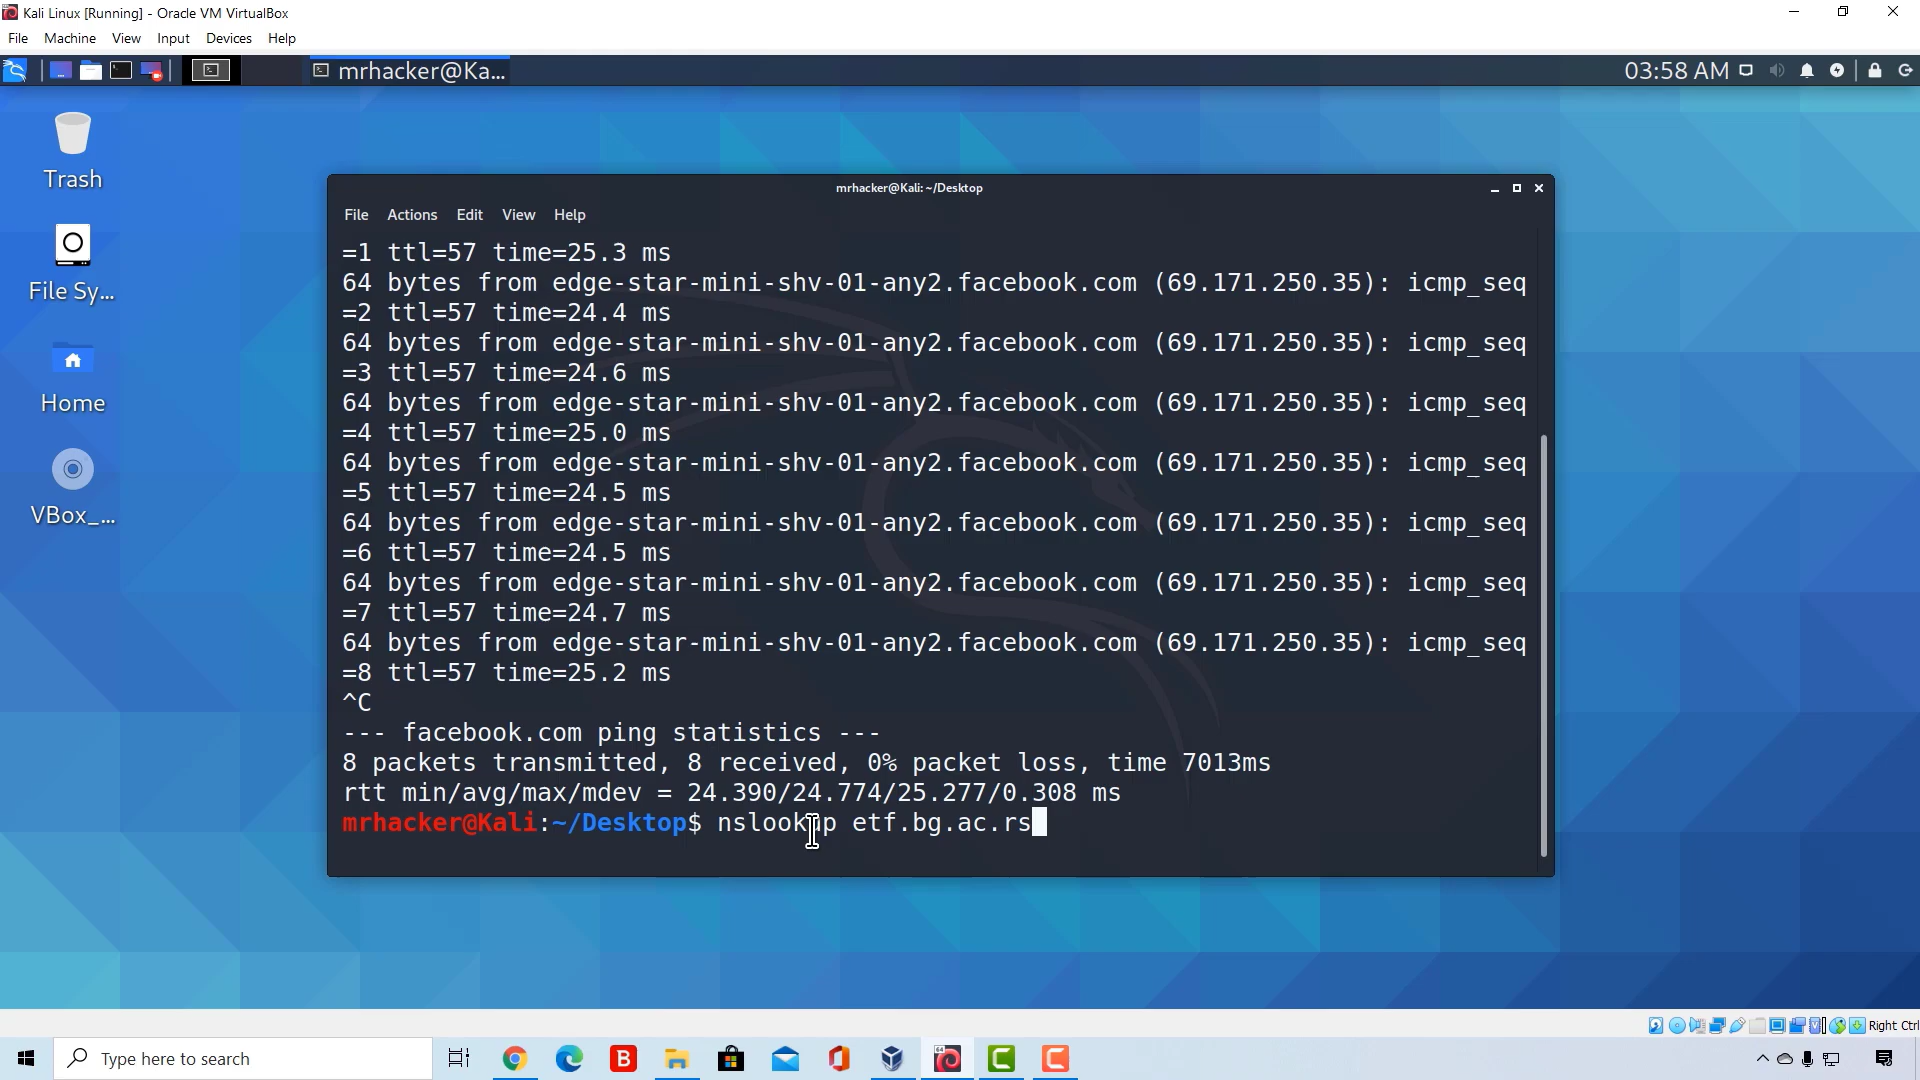 Kali Linux [Running] - Oracle VM VirtualBox
File Machine View Input Devices Help
mrhacker@Ka...
03:58 AM
Trash
File Sy...
Home
VBox_...
mrhacker@Kali: ~/Desktop
File Actions Edit View Help
=1 ttl=57 time=25.3 ms
64 bytes from edge-star-mini-shv-01-any2.facebook.com (69.171.250.35): icmp_seq
=2 ttl=57 time=24.4 ms
64 bytes from edge-star-mini-shv-01-any2.facebook.com (69.171.250.35): icmp_seq
=3 ttl=57 time=24.6 ms
64 bytes from edge-star-mini-shv-01-any2.facebook.com (69.171.250.35): icmp_seq
=4 ttl=57 time=25.0 ms
64 bytes from edge-star-mini-shv-01-any2.facebook.com (69.171.250.35): icmp_seq
=5 ttl=57 time=24.5 ms
64 bytes from edge-star-mini-shv-01-any2.facebook.com (69.171.250.35): icmp_seq
=6 ttl=57 time=24.5 ms
64 bytes from edge-star-mini-shv-01-any2.facebook.com (69.171.250.35): icmp_seq
=7 ttl=57 time=24.7 ms
64 bytes from edge-star-mini-shv-01-any2.facebook.com (69.171.250.35): icmp_seq
=8 ttl=57 time=25.2 ms
^C
--- facebook.com ping statistics ---
8 packets transmitted, 8 received, 0% packet loss, time 7013ms
rtt min/avg/max/mdev = 24.390/24.774/25.277/0.308 ms
mrhacker@Kali:~/Desktop$ nslookup etf.bg.ac.rs
Right Ctrl
Type here to search